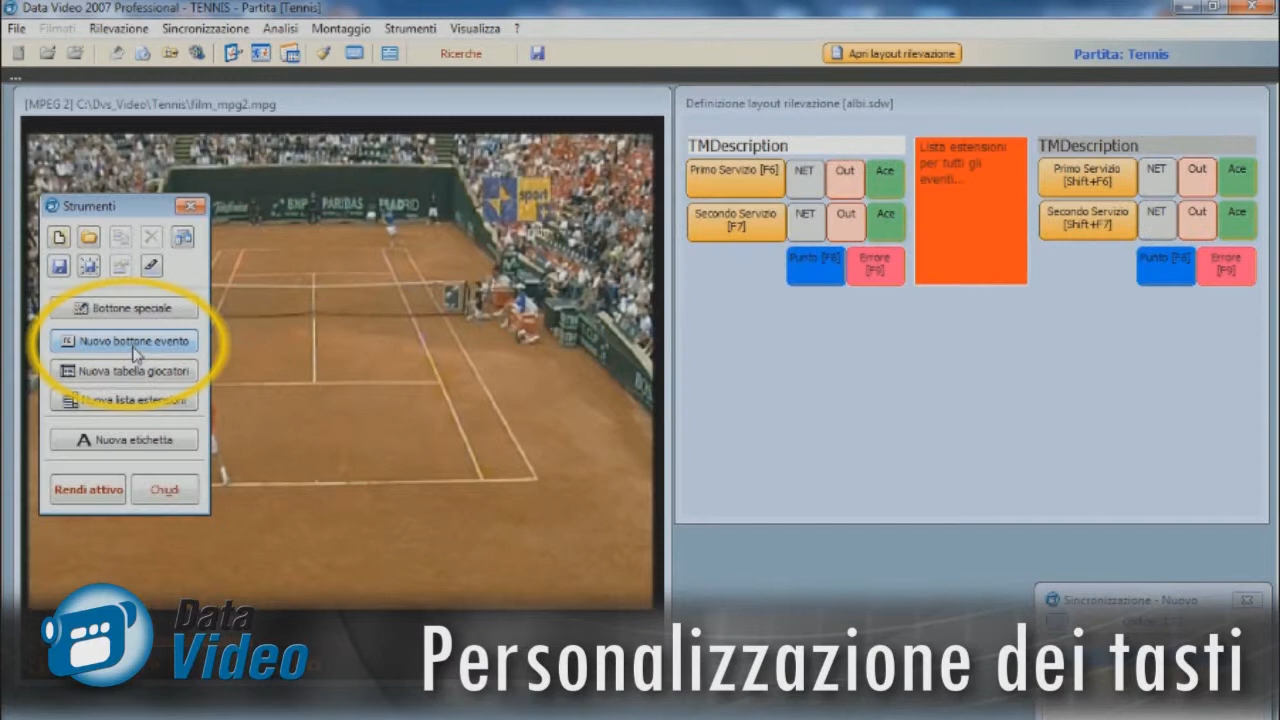 Data Video 2007 Professional - TENNIS - Partita [Tennis]
File Filmati Rilevazione Sincronizzazione Analisi Montaggio Strumenti Visualizza ?
Ricerche
Apri layout rilevazione
Partita: Tennis
...
[MPEG 2] C:\Dvs_Video\Tennis\film_mpg2.mpg
BNP PARIBAS MADRID
sport
Strumenti
Bottone speciale
Nuovo bottone evento
Nuova tabella giocatori
Nuova lista estensioni
A Nuova etichetta
Rendi attivo Chiudi
Definizione layout rilevazione [albi.sdw]
TMDescription
Primo Servizio [F6] NET Out Ace
Secondo Servizio
[F7]
NET Out Ace
Punto [F8] Errore
[F9]
Lista estensioni
per tutti gli
eventi...
TMDescription
Primo Servizio
[Shift+F6]
NET Out Ace
Secondo Servizio
[Shift+F7]
NET Out Ace
Punto [F8] Errore
[F9]
Sincronizzazione - Nuovo
Data
Video
Personalizzazione dei tasti